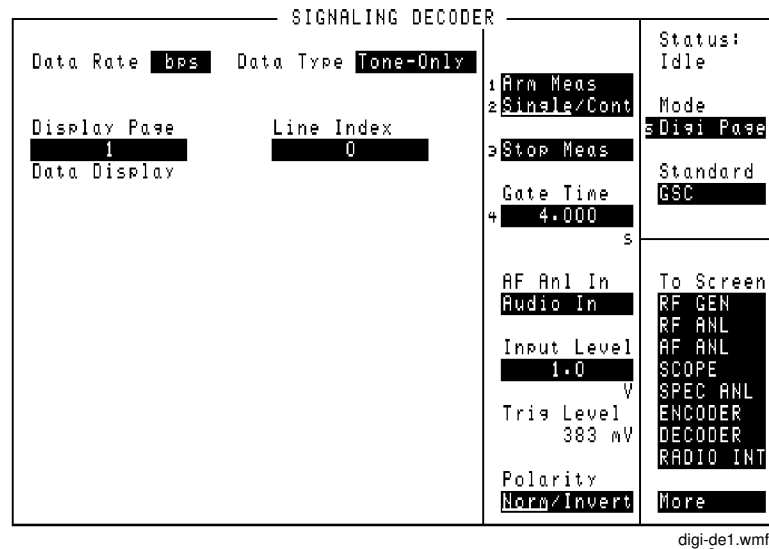 SIGNALING DECODER
Data Rate bps Data Type Tone-Only
Display Page Line Index
1 0
Data Display
1 Arm Meas
2 Single/Cont
3 Stop Meas
Gate Time
4 4.000
s
AF Anl In
Audio In
Input Level
1.0
V
Trig Level
383 mV
Polarity
Norm/Invert
Status:
Idle
Mode
5 Digi Page
Standard
GSC
To Screen
RF GEN
RF ANL
AF ANL
SCOPE
SPEC ANL
ENCODER
DECODER
RADIO INT
More
digi-de1.wmf